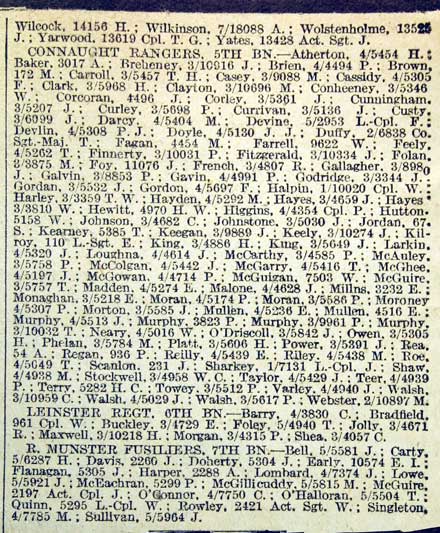 Wilcock, 14156 H.; Wilkinson, 7/18088 A.; Wolstenholme, 13525
J.; Yarwood, 13619 Cpl. T. G.; Yates, 13428 Act. Sgt. J.
CONNAUGHT RANGERS, 5TH BN.—Atherton, 4/5454 H.;
Baker, 3017 A.; Breheney, 3/10916 J.; Brien, 4/4494 P.; Brown,
172 M.; Carroll, 3/5457 T. H.; Casey, 3/9088 M.; Cassidy, 4/5305
F.; Clark, 3/5968 H.; Clayton, 3/10696 M.; Conheeney, 3/5346
W.; Corcoran, 4496 J.; Corley, 3/5361 J.; Cunningham,
3/5207 J.; Curley, 3/5698 P.; Currivan, 3/5136 J.; Custy
3/6099 J.; Darcy, 4/5404 M.; Devine, 5/2953 L.-Cpl. F.;
Devlin, 4/5308 P. J.; Doyle, 4/5130 J. J.; Duffy, 2/6838 Co.
Sgt.-Maj. T.; Fagan, 4454 M.; Farrell, 9622 W.; Feely,
4/5262 T.; Finnerty, 3/10031 P.; Fitzgerald, 3/10334 J.; Folan,
3/3875 M.; Foy, 11076 J.; French, 4/3807 R.; Gallagher, 3/8980
J.; Galvin, 3/8853 P.; Gavin, 4/4991 P.; Godridge, 3/3344 J.
Gordan, 3/5532 J.; Gordon, 4/5697 F.; Halpin, 1/10020 Cpl. W.;
Harley, 3/3359 T. W.; Hayden, 4/5292 M.; Hayes, 3/4659 J.; Hayes
3/3810 W.; Hewitt, 4970 H. W.; Higgins, 4/4354 Cpl. P.; Hutton,
5158 W.; Johnson, 3/4682 C.; Johnstone, 3/5030 J.; Jordan, 67
S.; Kearney, 5385 T.; Keegan, 3/9889 J.; Keely, 3/10274 J.; Kil-
roy, 110 L.-Sgt. E.; King, 3/4886 H.; King, 3/5649 J.; Larkin,
4/5320 J.; Loughna, 4/4614 J.; McCarthy, 3/4585 P.; McAuley,
3/5758 P.; McColgan, 4/5442 J.; McGarry, 4/5416 T.; McGhee,
4/5197 J.; McGowan, 4/4714 P.; McGuigan, 7503 W.; McGuire,
3/5757 T.; Madden, 4/5274 E.; Malone, 4/4628 J.; Millns, 3232 E.;
Monaghan, 3/5218 E.; Moran, 4/5174 P.; Moran, 3/5586 P.; Moroney
4/5307 P.; Morton, 3/5585 J.; Mullen, 4/5236 E.; Mullen, 4516 E.;
Murphy, 4/5513 J.; Murphy, 3823 P.; Murphy, 3/9961 P.; Murphy,
3/10032 T.; Neary, 4/5016 W.; O'Driscoll, 3/5842 J.; Owen, 3/5305
H.; Phelan, 3/5784 M.; Platt, 3/5606 H.; Power, 3/5391 J.; Rea,
54 A.; Regan, 936 P.; Reilly, 4/5439 E.; Riley, 4/5438 M.; Roe,
4/5049 T.; Scanlon, 231 J.; Sharkey, 1/7131 L.-Cpl. J.; Shaw,
4/4938 M.; Stockwell, 3/4958 W. C.; Taylor, 4/5429 J.; Teer, 4/4939
P.; Terry, 5282 H. C.; Towey, 3/5512 P.; Varley, 4/4940 J.; Walsh,
3/10959 C.; Walsh, 4/5029 J.; Walsh, 3/5617 P.; Webster, 2/10897 M.
LEINSTER REGT., 6TH BN.—Barry, 4/3830 C.; Bradfield,
961 Cpl. W.; Buckley, 3/4729 E.; Foley, 5/4940 T.; Jolly, 3/4671
R.; Maxwell, 3/10218 H.; Morgan, 3/4315 P.; Shea, 3/4057 C.
R. MUNSTER FUSILIERS, 7TH BN.—Bell, 5/5581 J.; Carty,
5/6287 H.; Davis, 2266 J.; Doherty, 5304 J.; Early, 10574 E. I.;
Flanagan, 5305 J.; Harper, 2288 A.; Lombard, 4/7374 J.; Lowe,
5/5921 J.; McEachran, 5299 P.; McGillicuddy, 5/5815 M.; McGuire,
2197 Act. Cpl. J.; O'Connor, 4/7750 C.; O'Halloran, 5/5504 T.;
Quinn, 5295 L.-Cpl. W.; Rowley, 2421 Act. Sgt. W.; Singleton,
4/7785 M.; Sullivan, 5/5964 J.